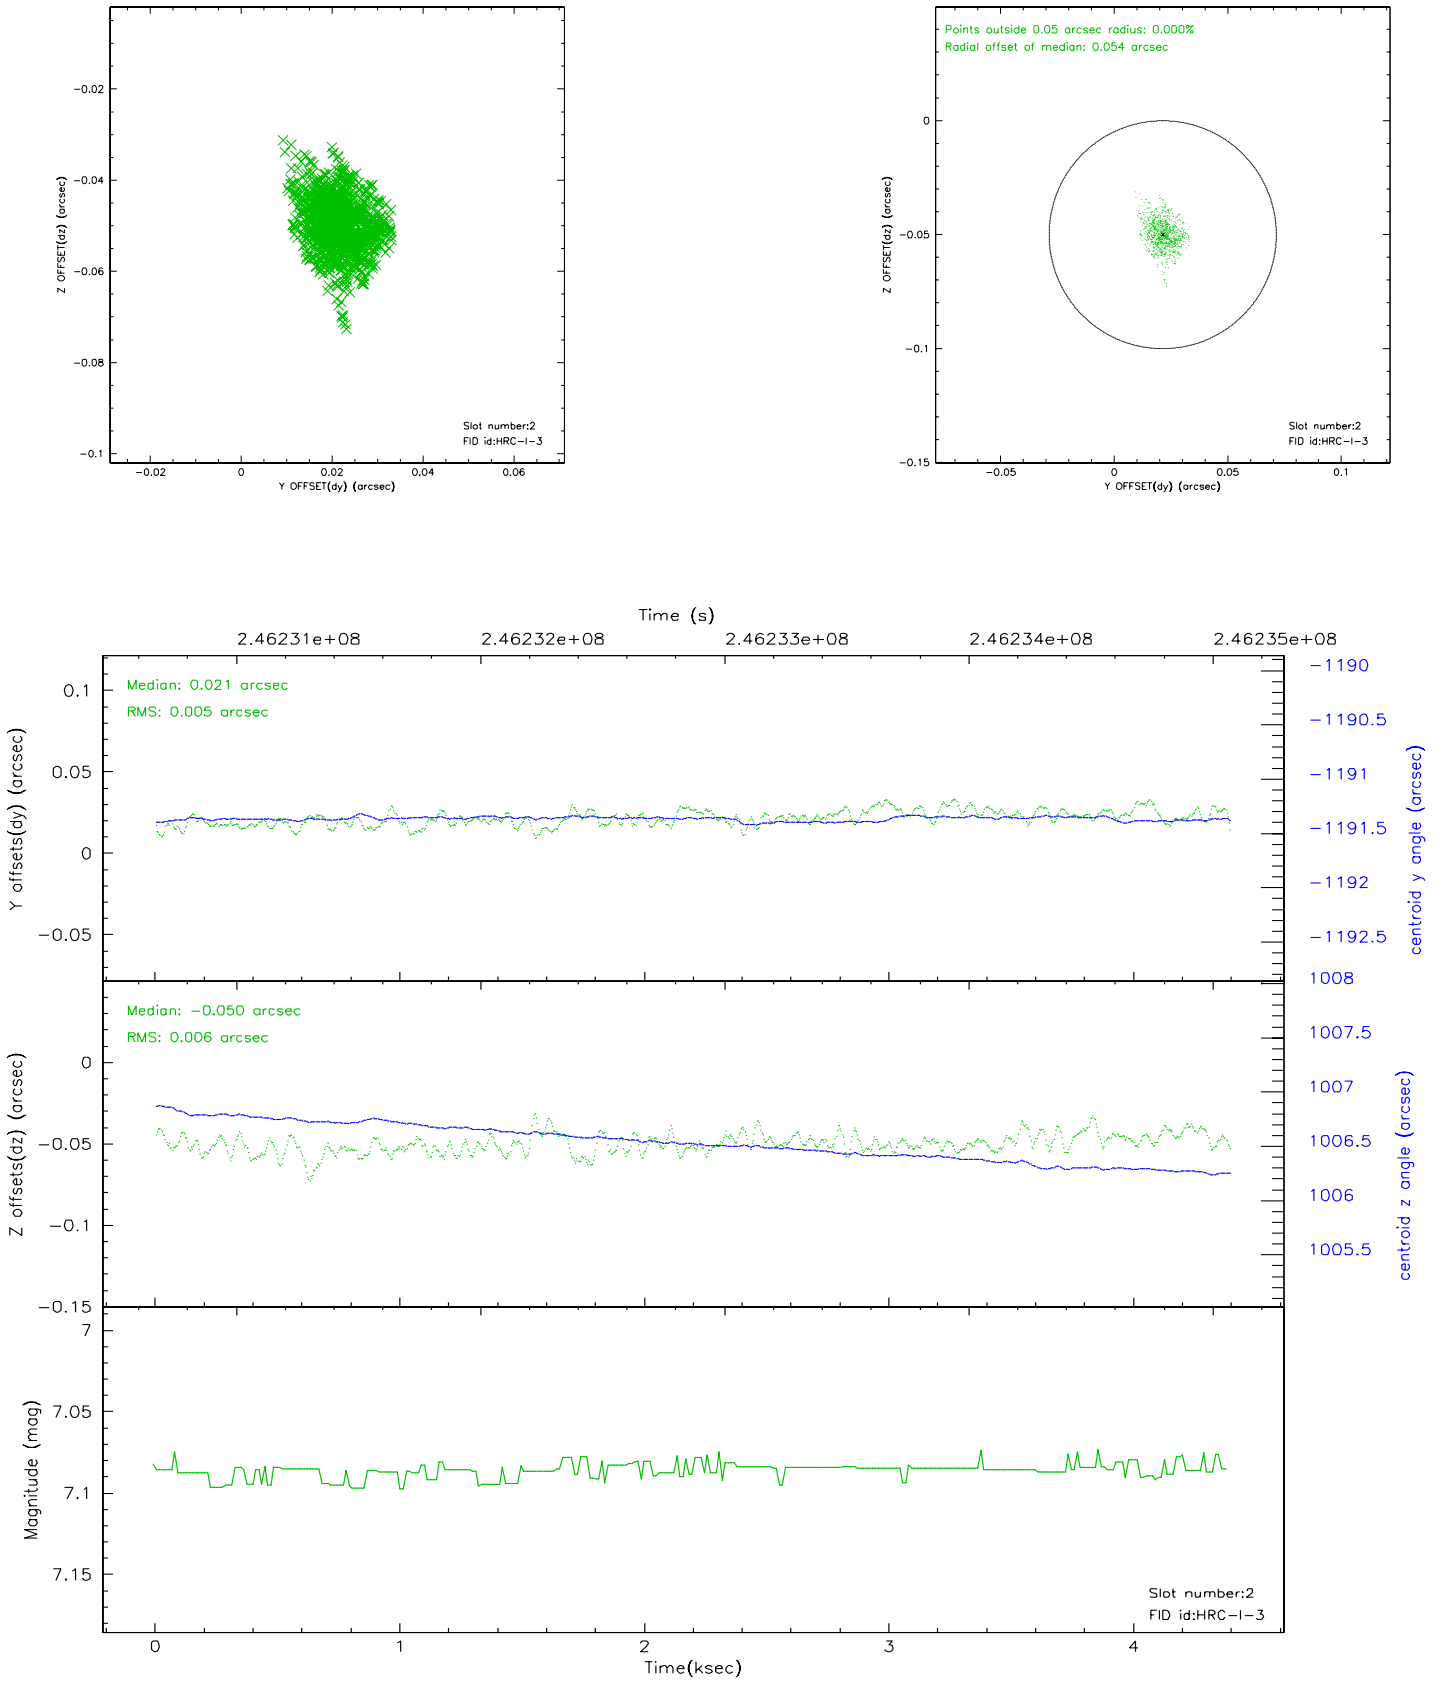 −0.02
−0.04
−0.06
−0.08
−0.1
Z OFFSET(dz) (arcsec)
Slot number:2
FID id:HRC−I−3
−0.02 0 0.02 0.04 0.06
Y OFFSET(dy) (arcsec)
Points outside 0.05 arcsec radius: 0.000%
Radial offset of median: 0.054 arcsec
0
−0.05
−0.1
−0.15
Z OFFSET(dz) (arcsec)
Slot number:2
FID id:HRC−I−3
−0.05 0 0.05 0.1
Y OFFSET(dy) (arcsec)
Time (s)
2.46231e+08 2.46232e+08 2.46233e+08 2.46234e+08 2.46235e+08
Median: 0.021 arcsec
RMS: 0.005 arcsec
0.1
0.05
0
−0.05
Y offsets(dy) (arcsec)
−1190
−1190.5
−1191
−1191.5
−1192
−1192.5
centroid y angle (arcsec)
Median: −0.050 arcsec
RMS: 0.006 arcsec
0
−0.05
−0.1
−0.15
Z offsets(dz) (arcsec)
1008
1007.5
1007
1006.5
1006
1005.5
centroid z angle (arcsec)
7
7.05
7.1
7.15
Magnitude (mag)
Slot number:2
FID id:HRC−I−3
0 1 2 3 4
Time(ksec)